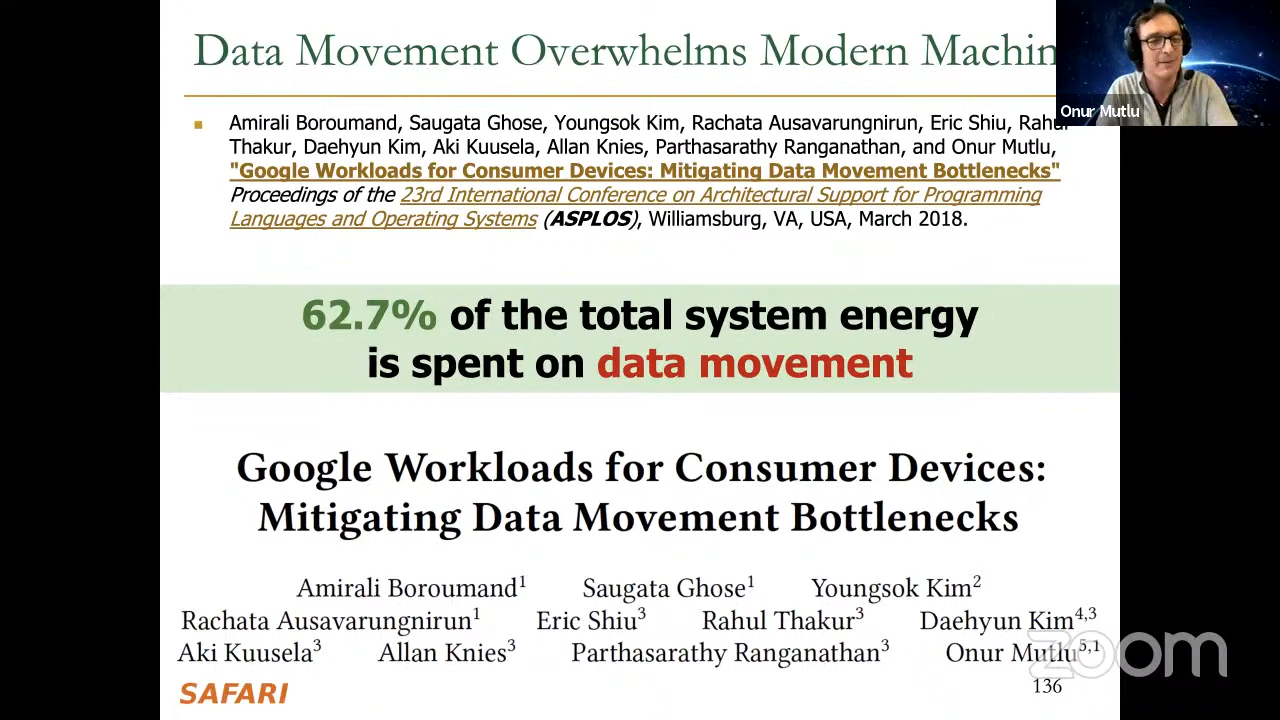 Data Movement Overwhelms Modern Machin
Onur Mutlu
Amirali Boroumand, Saugata Ghose, Youngsok Kim, Rachata Ausavarungnirun, Eric Shiu, Rahul
Thakur, Daehyun Kim, Aki Kuusela, Allan Knies, Parthasarathy Ranganathan, and Onur Mutlu,
"Google Workloads for Consumer Devices: Mitigating Data Movement Bottlenecks"
Proceedings of the 23rd International Conference on Architectural Support for Programming
Languages and Operating Systems (ASPLOS), Williamsburg, VA, USA, March 2018.
62.7% of the total system energy
is spent on data movement
Google Workloads for Consumer Devices:
Mitigating Data Movement Bottlenecks
Amirali Boroumand¹ Saugata Ghose¹ Youngsok Kim²
Rachata Ausavarungnirun¹ Eric Shiu³ Rahul Thakur³ Daehyun Kim⁴,³
Aki Kuusela³ Allan Knies³ Parthasarathy Ranganathan³ Onur Mutlu⁵,¹
zoom
SAFARI
136